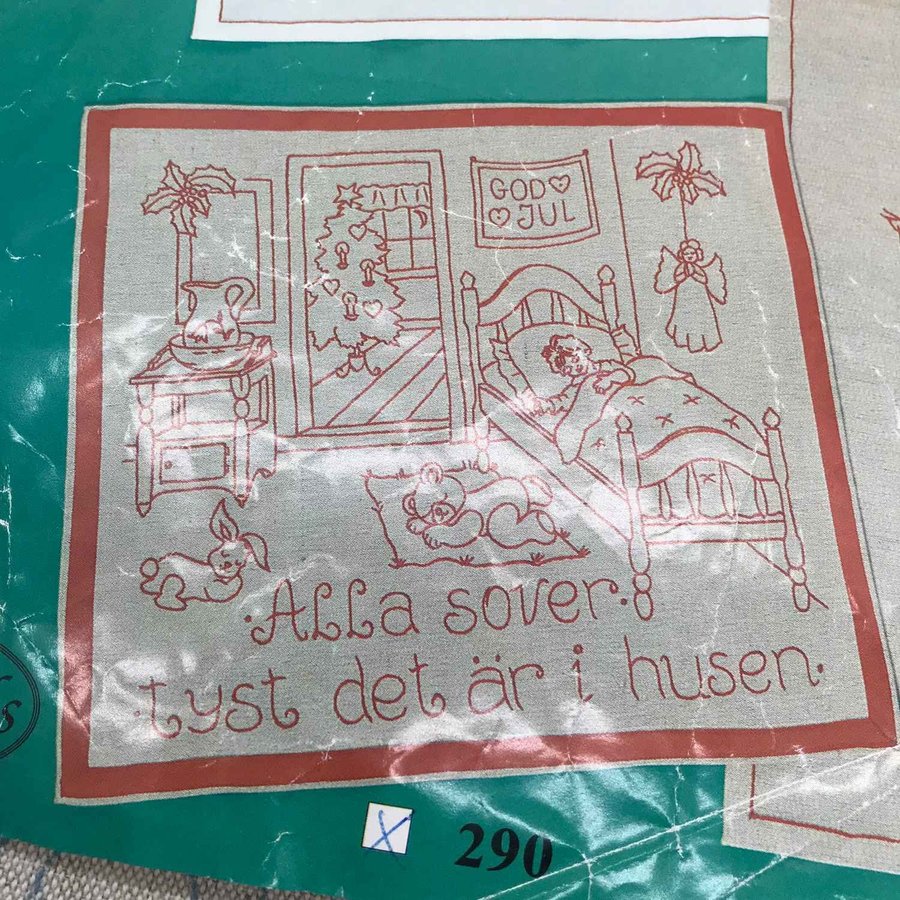 GOD
JUL
·Alla sover·
·tyst det är i husen·
290